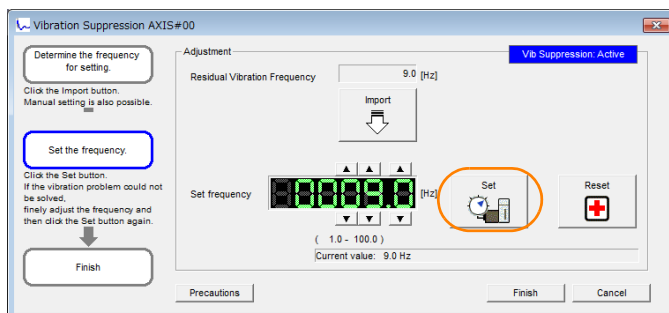 Vibration Suppression AXIS#00
Determine the frequency
for setting.
Click the Import button.
Manual setting is also possible.
Set the frequency.
Click the Set button.
If the vibration problem could not
be solved,
finely adjust the frequency and
then click the Set button again.
Finish
Adjustment
Vib Suppression: Active
Residual Vibration Frequency 9.0 [Hz]
Import
Set frequency 0009.0 [Hz]
Set
Reset
( 1.0 - 100.0 )
Current value: 9.0 Hz
Precautions
Finish
Cancel